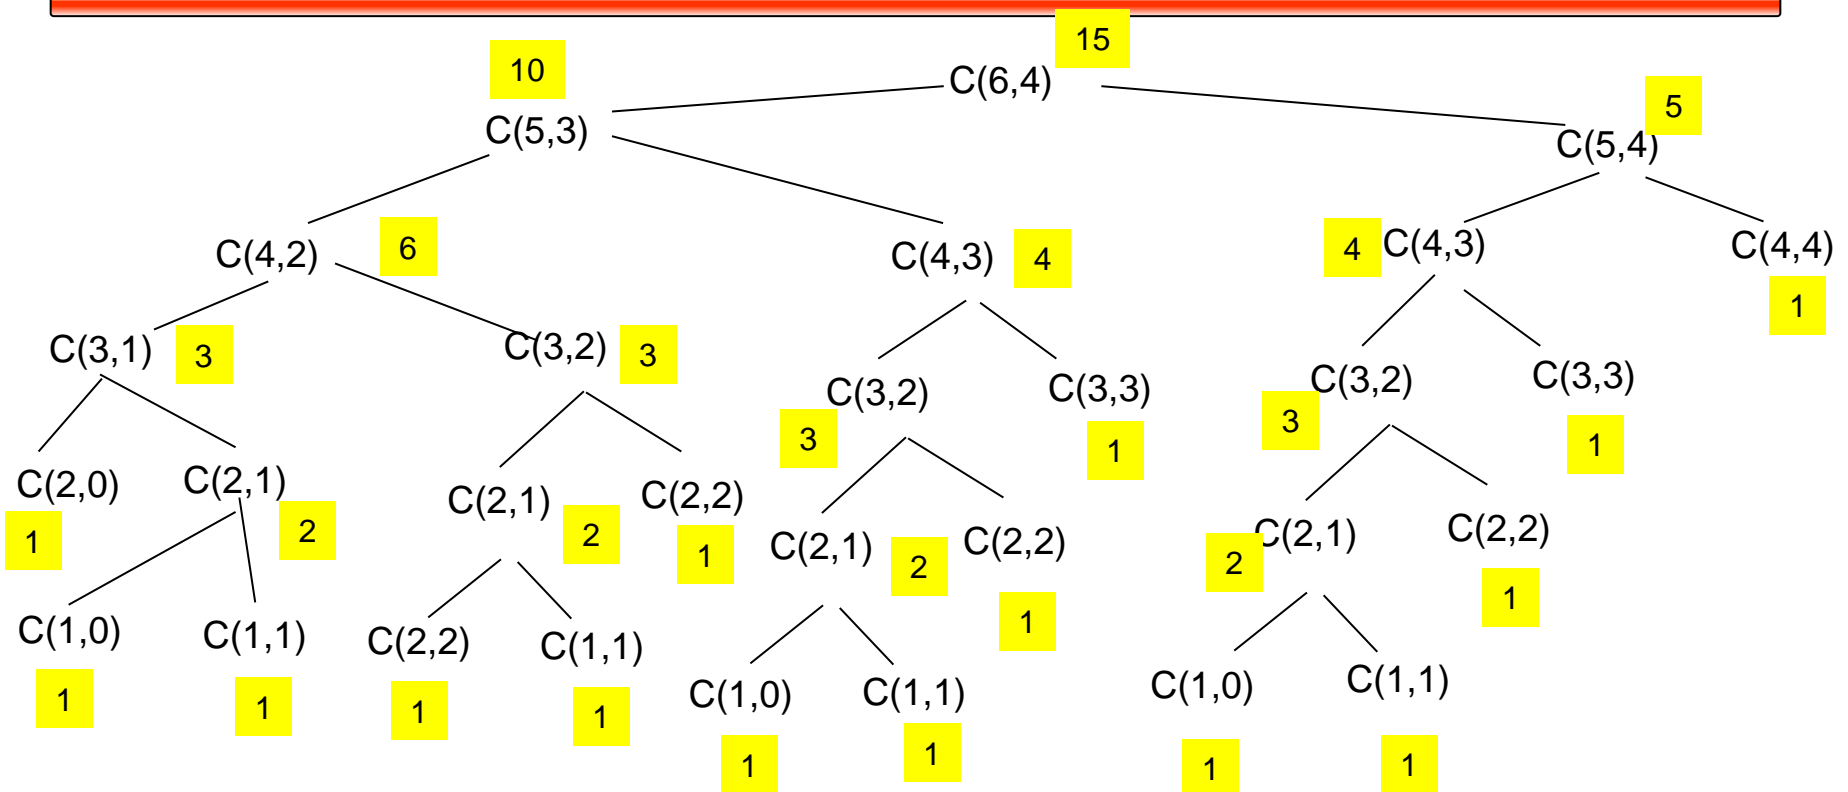 15
C(6,4)
10
C(5,3)
5
C(5,4)
C(4,2)
6
C(4,3)
4
4
C(4,3)
C(4,4)
1
C(3,1)
3
C(3,2)
3
C(3,2)
3
C(3,3)
1
C(3,2)
3
C(3,3)
1
C(2,0)
1
C(2,1)
2
C(2,1)
2
C(2,2)
1
C(2,1)
2
C(2,2)
1
C(2,1)
2
C(2,2)
1
C(1,0)
1
C(1,1)
1
C(2,2)
1
C(1,1)
1
C(1,0)
1
C(1,1)
1
C(1,0)
1
C(1,1)
1